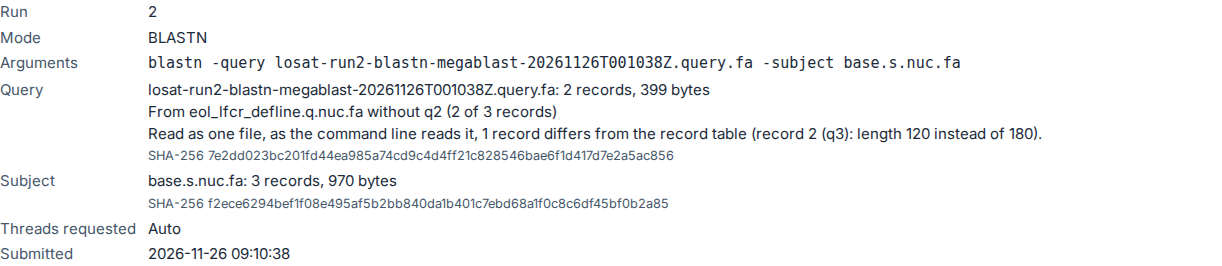 Run 2
Mode BLASTN
Arguments blastn -query losat-run2-blastn-megablast-20261126T001038Z.query.fa -subject base.s.nuc.fa
Query losat-run2-blastn-megablast-20261126T001038Z.query.fa: 2 records, 399 bytes
From eol_lfcr_defline.q.nuc.fa without q2 (2 of 3 records)
Read as one file, as the command line reads it, 1 record differs from the record table (record 2 (q3): length 120 instead of 180).
SHA-256 7e2dd023bc201fd44ea985a74cd9c4d4ff21c828546bae6f1d417d7e2a5ac856
Subject base.s.nuc.fa: 3 records, 970 bytes
SHA-256 f2ece6294bef1f08e495af5b2bb840da1b401c7ebd68a1f0c8c6df45bf0b2a85
Threads requested Auto
Submitted 2026-11-26 09:10:38